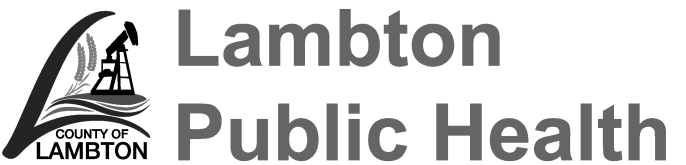 COUNTY OF
LAMBTON
Lambton
Public Health